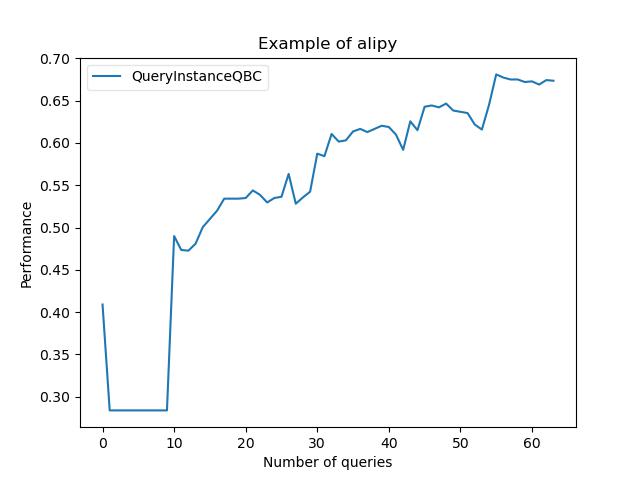 Example of alipy
QueryInstanceQBC
Performance
0.70
0.65
0.60
0.55
0.50
0.45
0.40
0.35
0.30
0 10 20 30 40 50 60
Number of queries